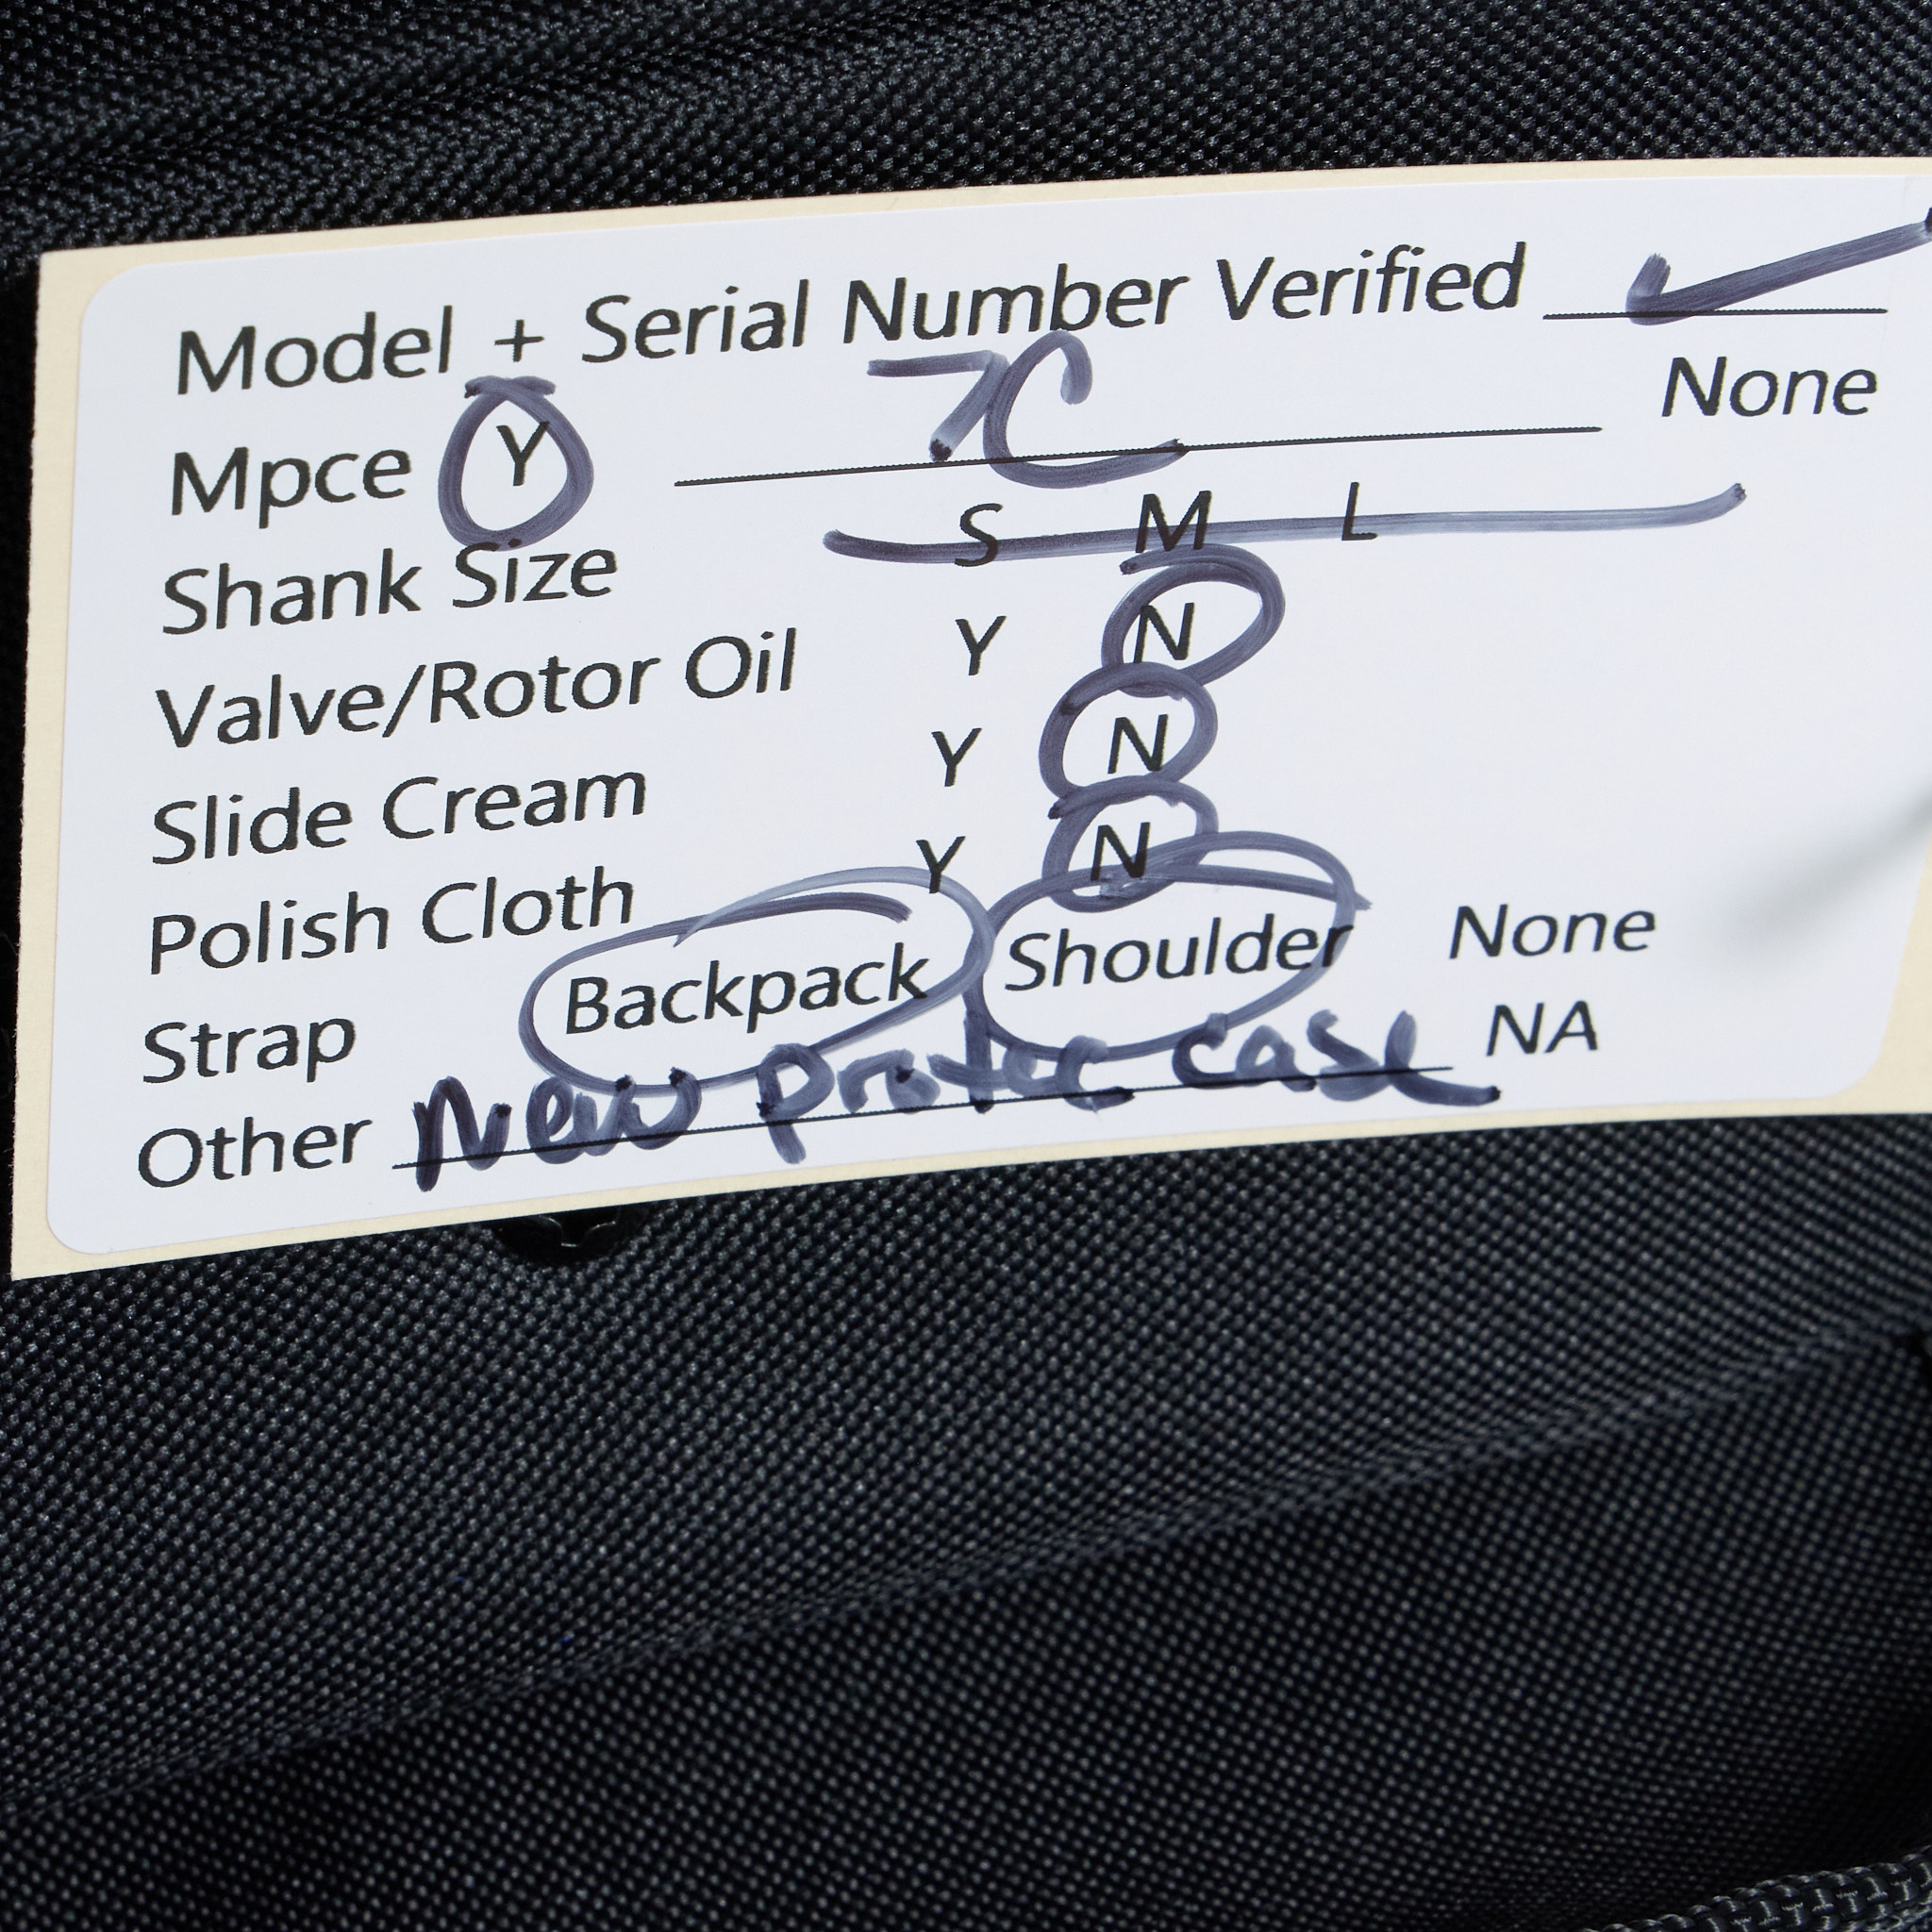 Model + Serial Number Verified ✓
Mpce Y 7C None
Shank Size S M L
Valve/Rotor Oil Y N
Slide Cream Y N
Polish Cloth Y N
Strap Backpack Shoulder None
Other New protec case NA